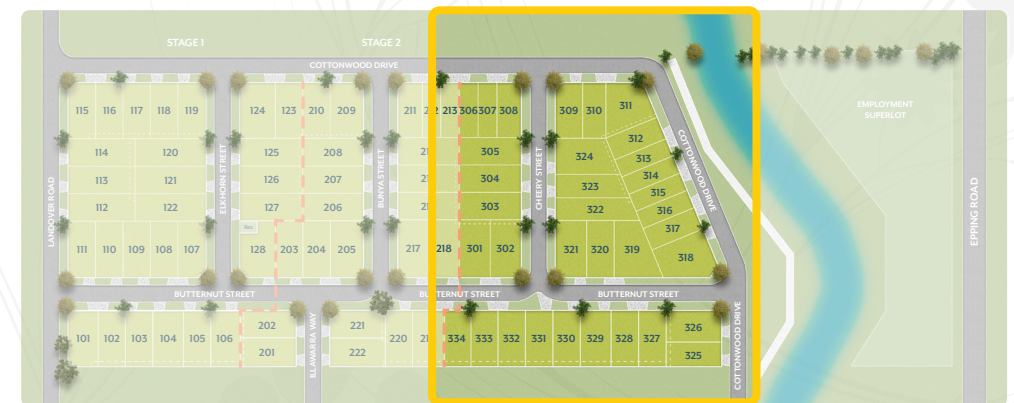 STAGE 1
STAGE 2
COTTONWOOD DRIVE
115 116 117 118 119
124 123 210 209
211 213 306 307 308
309 310 311
EMPLOYMENT
SUPERLOT
114 120
125 208
305
312
324 313
113 121
126 207
304
314
323 315
112 122
127 206
303
322 316
317
Res.
111 110 109 108 107
128 203 204 205
217 218 301 302
321 320 319 318
LANDOVER ROAD
ELKHORN STREET
BUNYA STREET
CHEERY STREET
COTTONWOOD DRIVE
EPPING ROAD
BUTTERNUT STREET
BUTTERNUT STREET
BUTTERNUT STREET
101 102 103 104 105 106
202
201
ILLAWARRA WAY
221
222
220
334 333 332 331 330 329 328 327
326
325
COTTONWOOD DRIVE